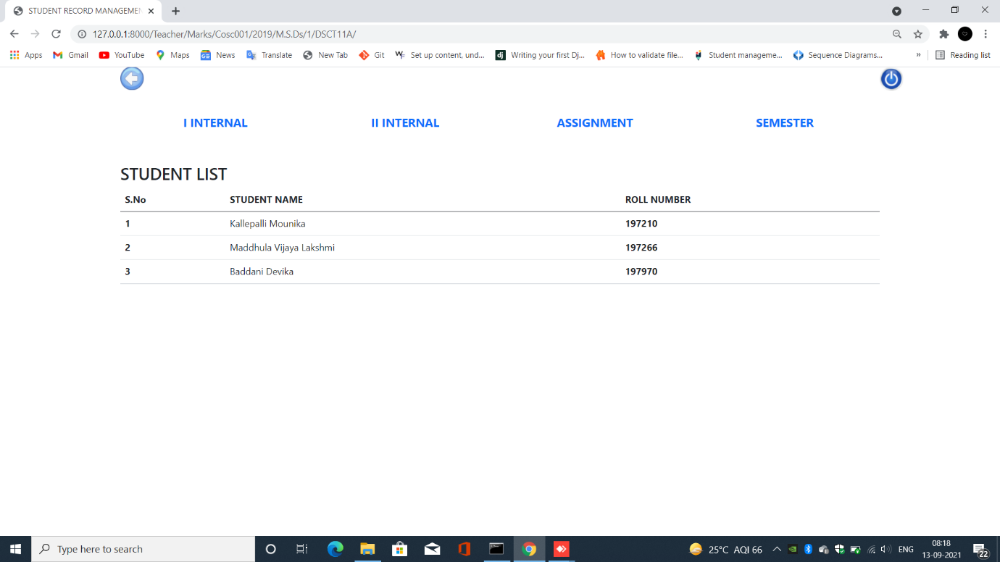 STUDENT RECORD MANAGEMEN
127.0.0.1:8000/Teacher/Marks/Cosc001/2019/M.S.Ds/1/DSCT11A/
Apps Gmail YouTube Maps News Translate New Tab Git Set up content, und... Writing your first Dj... How to validate file... Student manageme... Sequence Diagrams... » Reading list
I INTERNAL II INTERNAL ASSIGNMENT SEMESTER
STUDENT LIST
S.No STUDENT NAME ROLL NUMBER
1 Kallepalli Mounika 197210
2 Maddhula Vijaya Lakshmi 197266
3 Baddani Devika 197970
Type here to search 25°C AQI 66 ENG 08:18
13-09-2021 22